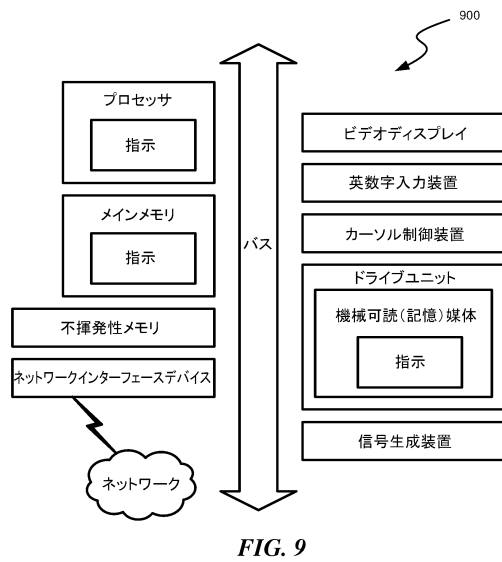 900
プロセッサ
指示
メインメモリ
指示
不揮発性メモリ
ネットワークインターフェースデバイス
ネットワーク
バス
ビデオディスプレイ
英数字入力装置
カーソル制御装置
ドライブユニット
機械可読(記憶)媒体
指示
信号生成装置
FIG. 9